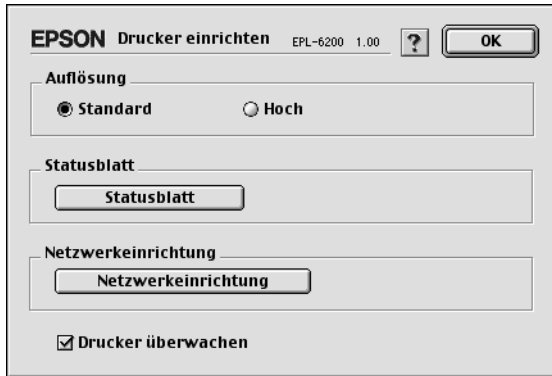 EPSON Drucker einrichten EPL-6200 1.00 ? OK
Auflösung
Standard Hoch
Statusblatt
Statusblatt
Netzwerkeinrichtung
Netzwerkeinrichtung
Drucker überwachen